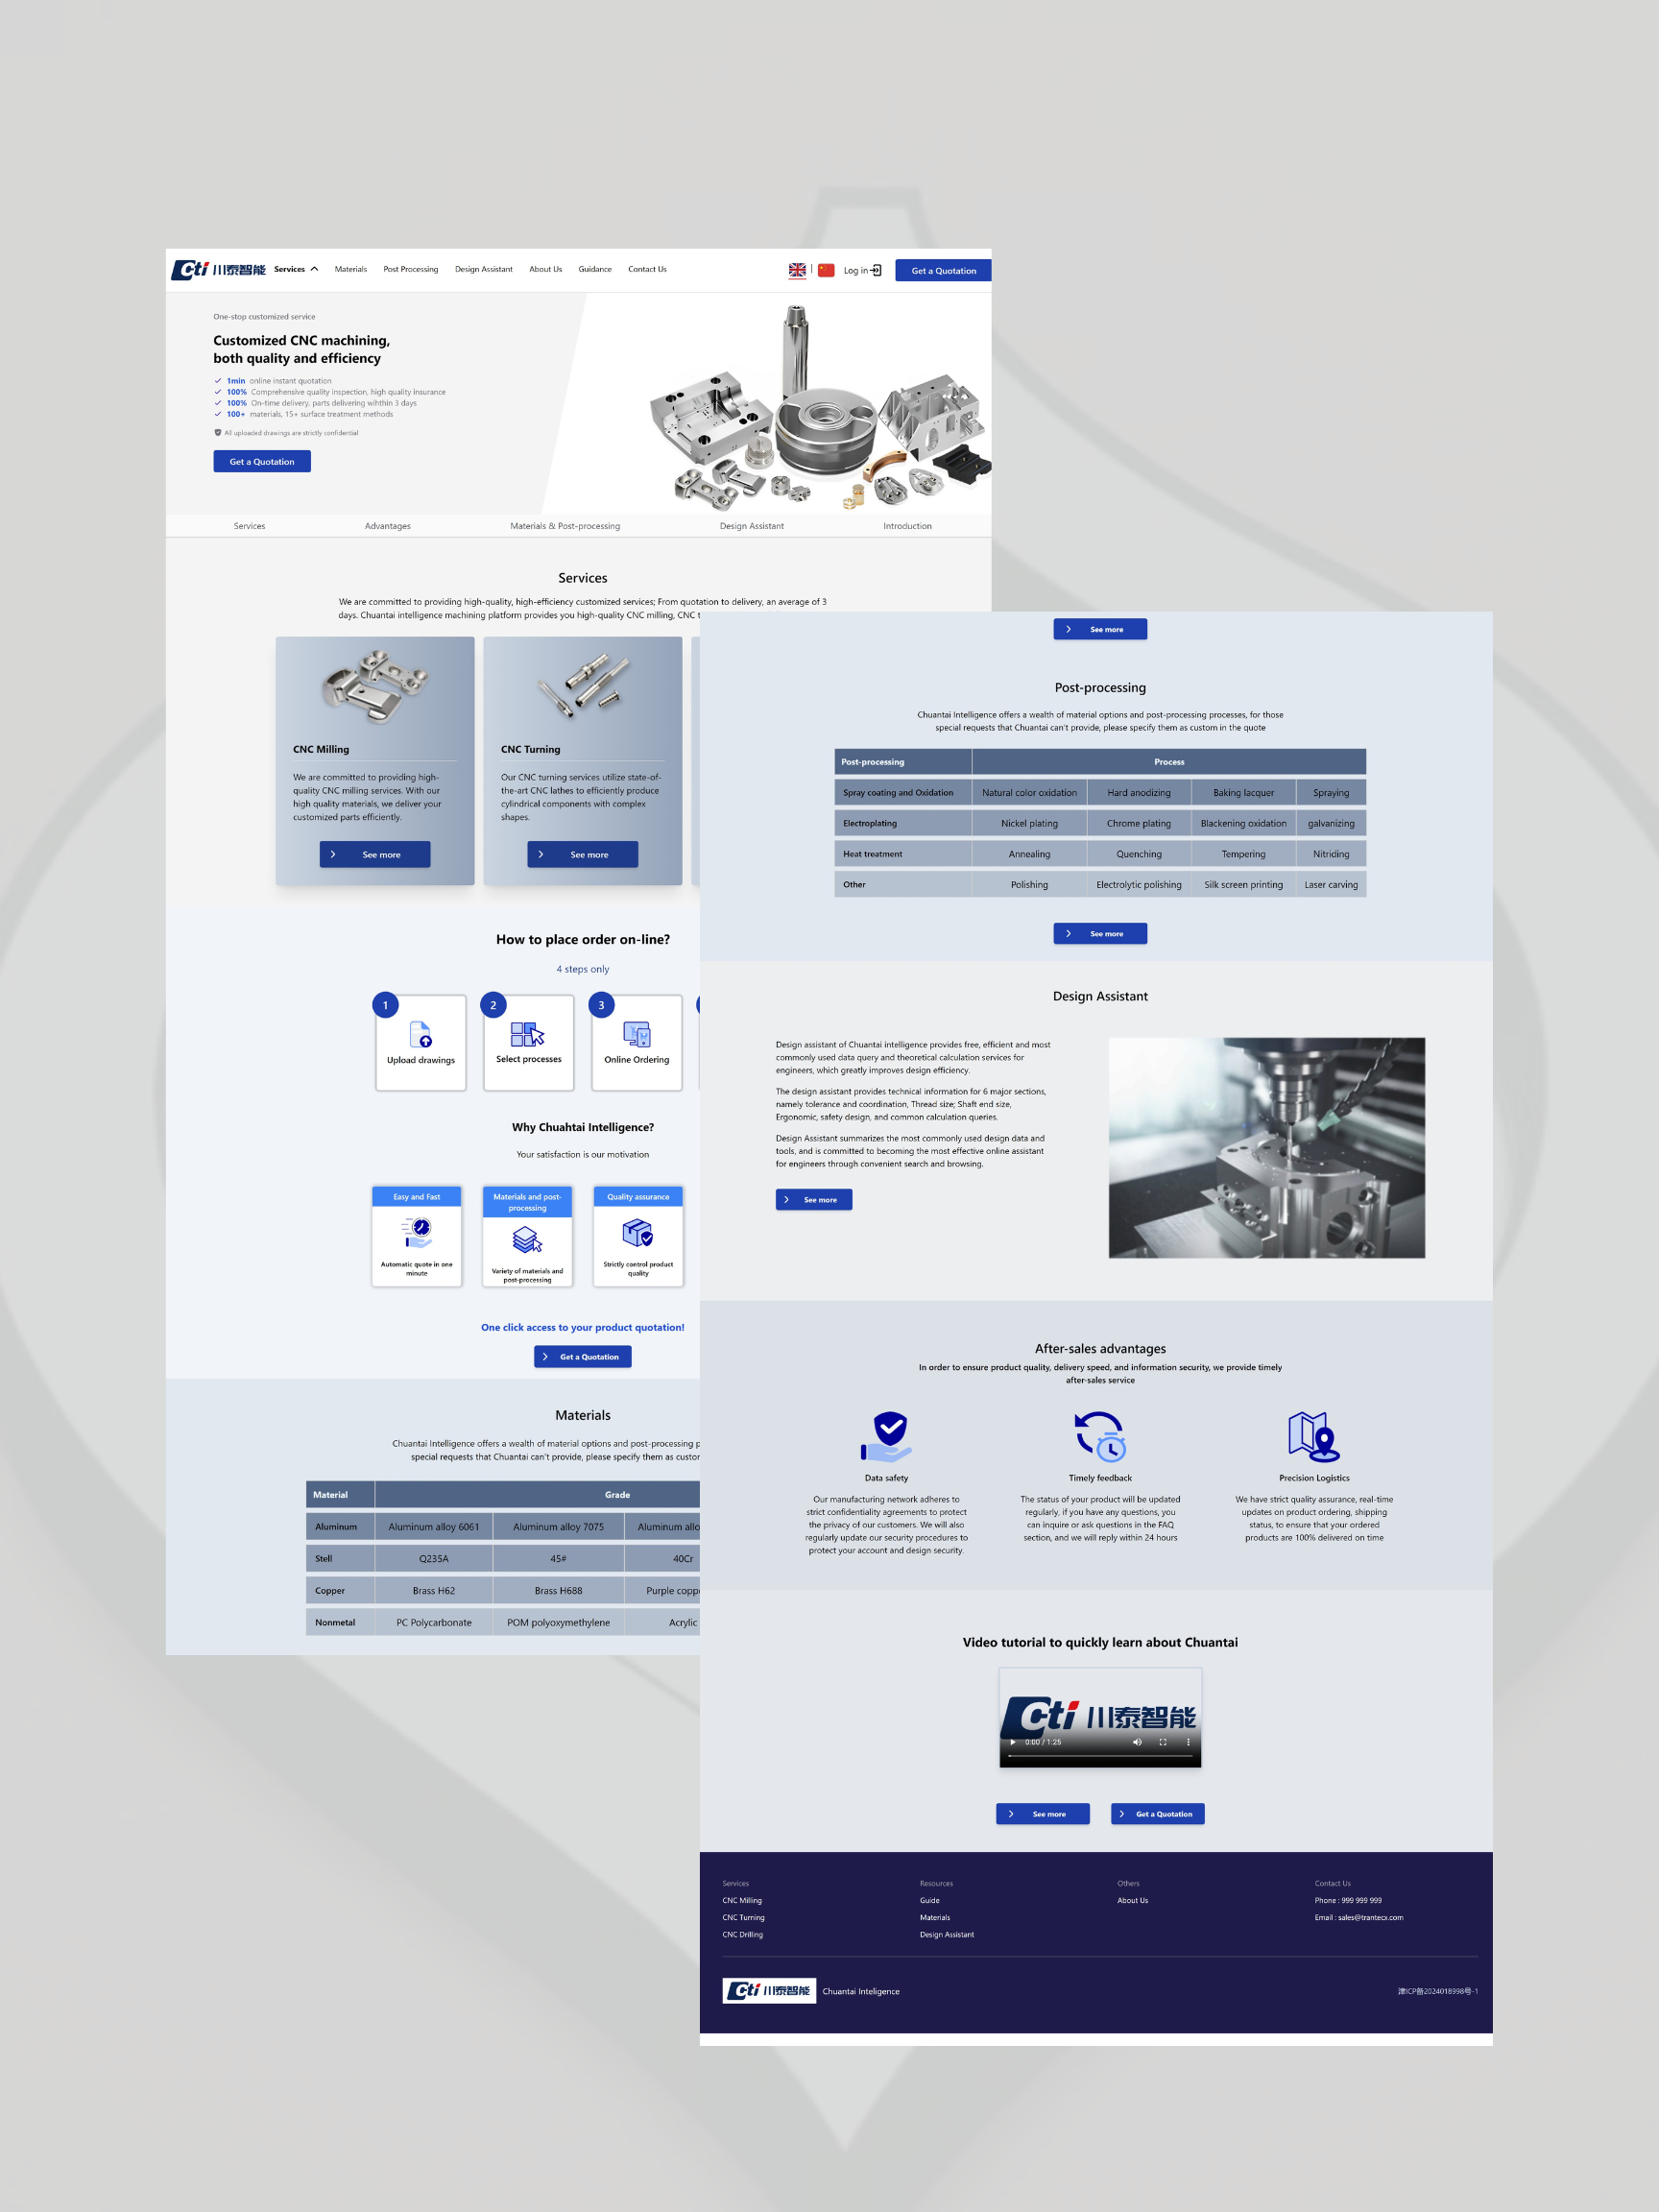 cti 川泰智能
Services
Materials
Post Processing
Design Assistant
About Us
Guidance
Contact Us
Log in
Get a Quotation
One-stop customized service
Customized CNC machining,
both quality and efficiency
1min online instant quotation
100% Comprehensive quality inspection, high quality insurance
100% On-time delivery, parts delivering wihthin 3 days
100+ materials, 15+ surface treatment methods
All uploaded drawings are strictly confidential
Get a Quotation
Services
Advantages
Materials & Post-processing
Design Assistant
Introduction
Services
We are committed to providing high-quality, high-efficiency customized services; From quotation to delivery, an average of 3
days. Chuantai intelligence machining platform provides you high-quality CNC milling, CNC t
CNC Milling
We are committed to providing high-
quality CNC milling services. With our
high quality materials, we deliver your
customized parts efficiently.
See more
CNC Turning
Our CNC turning services utilize state-of-
the-art CNC lathes to efficiently produce
cylindrical components with complex
shapes.
See more
How to place order on-line?
4 steps only
1
Upload drawings
2
Select processes
3
Online Ordering
Why Chuahtai Intelligence?
Your satisfaction is our motivation
Easy and Fast
Automatic quote in one
minute
Materials and post-
processing
Variety of materials and
post-processing
Quality assurance
Strictly control product
quality
One click access to your product quotation!
Get a Quotation
Materials
Chuantai Intelligence offers a wealth of material options and post-processing p
special requests that Chuantai can't provide, please specify them as custor
Material Grade
Aluminum Aluminum alloy 6061 Aluminum alloy 7075 Aluminum allo
Stell Q235A 45# 40Cr
Copper Brass H62 Brass H688 Purple copp
Nonmetal PC Polycarbonate POM polyoxymethylene Acrylic
See more
Post-processing
Chuantai Intelligence offers a wealth of material options and post-processing processes, for those
special requests that Chuantai can't provide, please specify them as custom in the quote
Post-processing Process
Spray coating and Oxidation Natural color oxidation Hard anodizing Baking lacquer Spraying
Electroplating Nickel plating Chrome plating Blackening oxidation galvanizing
Heat treatment Annealing Quenching Tempering Nitriding
Other Polishing Electrolytic polishing Silk screen printing Laser carving
See more
Design Assistant
Design assistant of Chuantai intelligence provides free, efficient and most
commonly used data query and theoretical calculation services for
engineers, which greatly improves design efficiency.
The design assistant provides technical information for 6 major sections,
namely tolerance and coordination, Thread size; Shaft end size,
Ergonomic, safety design, and common calculation queries.
Design Assistant summarizes the most commonly used design data and
tools, and is committed to becoming the most effective online assistant
for engineers through convenient search and browsing.
See more
After-sales advantages
In order to ensure product quality, delivery speed, and information security, we provide timely
after-sales service
Data safety
Our manufacturing network adheres to
strict confidentiality agreements to protect
the privacy of our customers. We will also
regularly update our security procedures to
protect your account and design security.
Timely feedback
The status of your product will be updated
regularly, if you have any questions, you
can inquire or ask questions in the FAQ
section, and we will reply within 24 hours
Precision Logistics
We have strict quality assurance, real-time
updates on product ordering, shipping
status, to ensure that your ordered
products are 100% delivered on time
Video tutorial to quickly learn about Chuantai
cti 川泰智能
0:00 / 1:25
See more
Get a Quotation
Services
CNC Milling
CNC Turning
CNC Drilling
Resources
Guide
Materials
Design Assistant
Others
About Us
Contact Us
Phone : 999 999 999
Email : sales@trantecx.com
cti 川泰智能
Chuantai Inteligence
津ICP备2024018998号-1